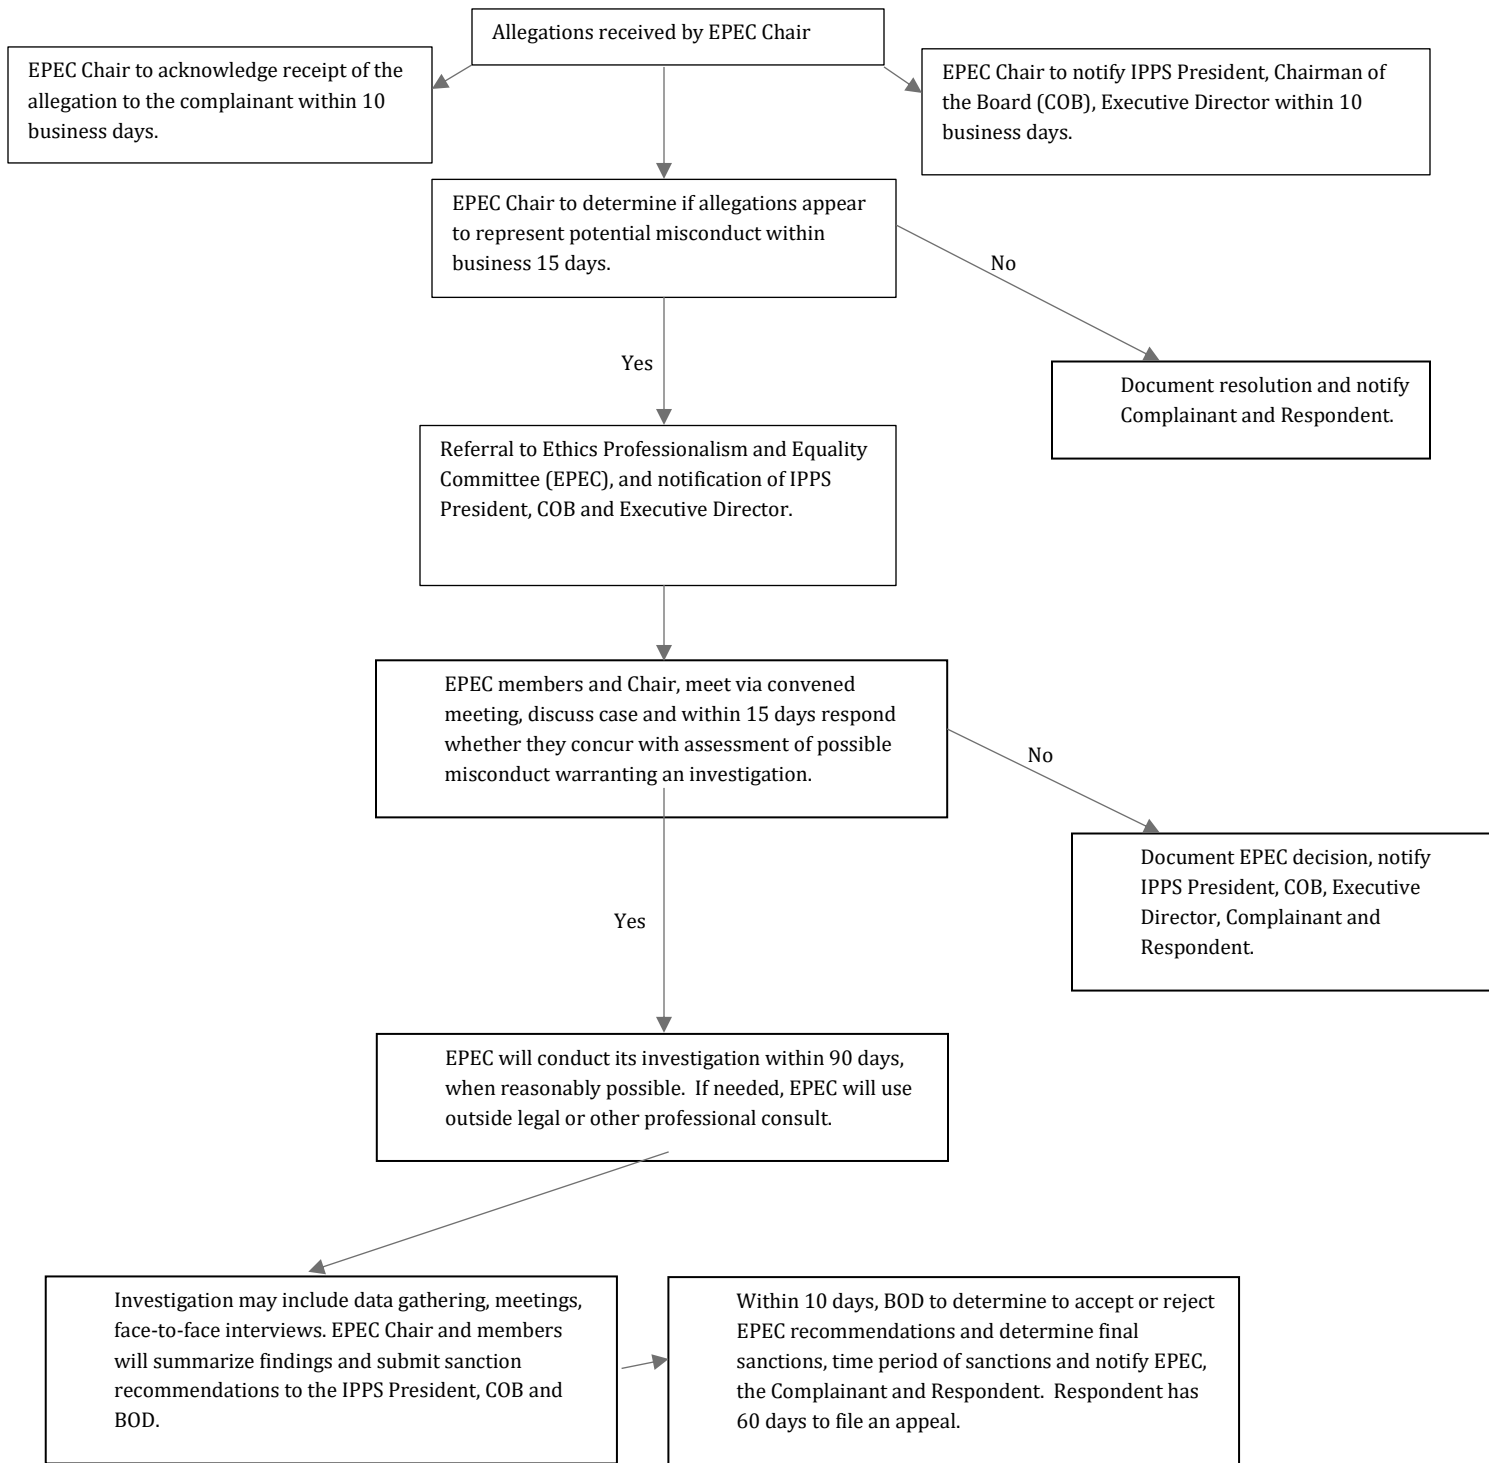 Allegations received by EPEC Chair
EPEC Chair to acknowledge receipt of the
allegation to the complainant within 10
business days.
EPEC Chair to notify IPPS President, Chairman of
the Board (COB), Executive Director within 10
business days.
EPEC Chair to determine if allegations appear
to represent potential misconduct within
business 15 days.
No
Yes
Document resolution and notify
Complainant and Respondent.
Referral to Ethics Professionalism and Equality
Committee (EPEC), and notification of IPPS
President, COB and Executive Director.
EPEC members and Chair, meet via convened
meeting, discuss case and within 15 days respond
whether they concur with assessment of possible
misconduct warranting an investigation.
No
Yes
Document EPEC decision, notify
IPPS President, COB, Executive
Director, Complainant and
Respondent.
EPEC will conduct its investigation within 90 days,
when reasonably possible.  If needed, EPEC will use
outside legal or other professional consult.
Investigation may include data gathering, meetings,
face-to-face interviews. EPEC Chair and members
will summarize findings and submit sanction
recommendations to the IPPS President, COB and
BOD.
Within 10 days, BOD to determine to accept or reject
EPEC recommendations and determine final
sanctions, time period of sanctions and notify EPEC,
the Complainant and Respondent.  Respondent has
60 days to file an appeal.